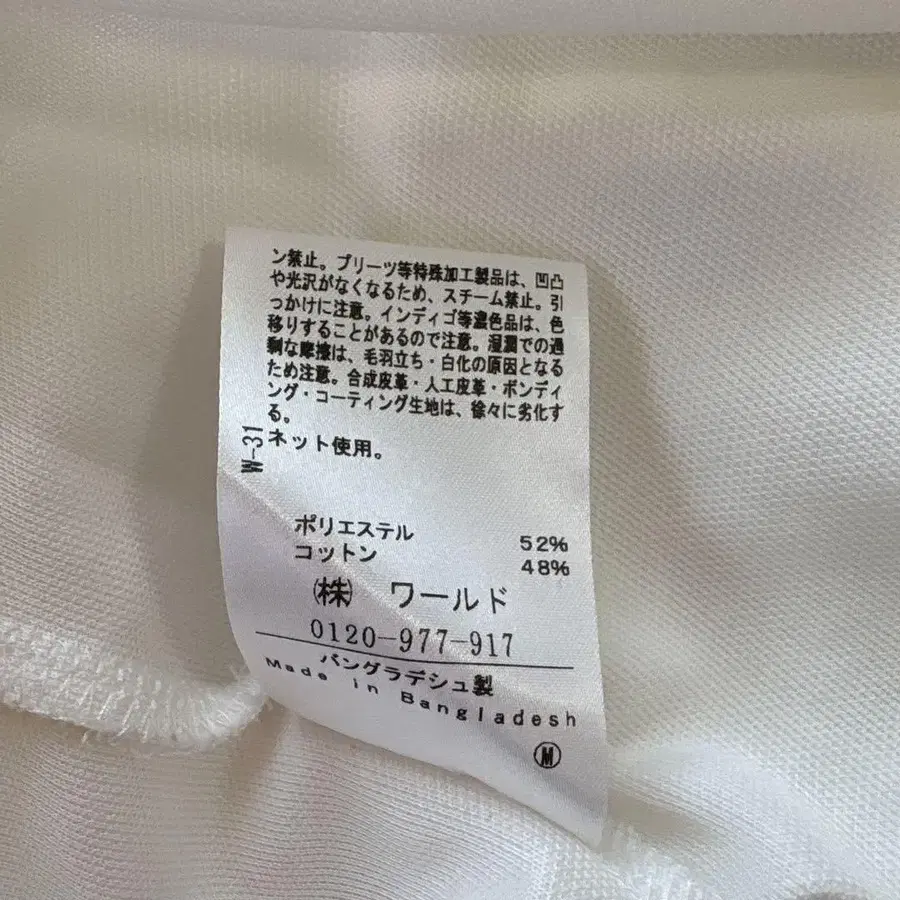 ン禁止。プリーツ等特殊加工製品は、凹凸
や光沢がなくなるため、スチーム禁止。引
っかけに注意。インディゴ等濃色品は、色
移りすることがあるので注意。湿潤での過
剰な摩擦は、毛羽立ち・白化の原因となる
ため注意。合成皮革・人工皮革・ボンディ
ング・コーティング生地は、徐々に劣化す
る。
ネット使用。
W-31
ポリエステル 52%
コットン 48%
㈱ ワールド
0120-977-917
バングラデシュ製
Made in Bangladesh
Ⓜ